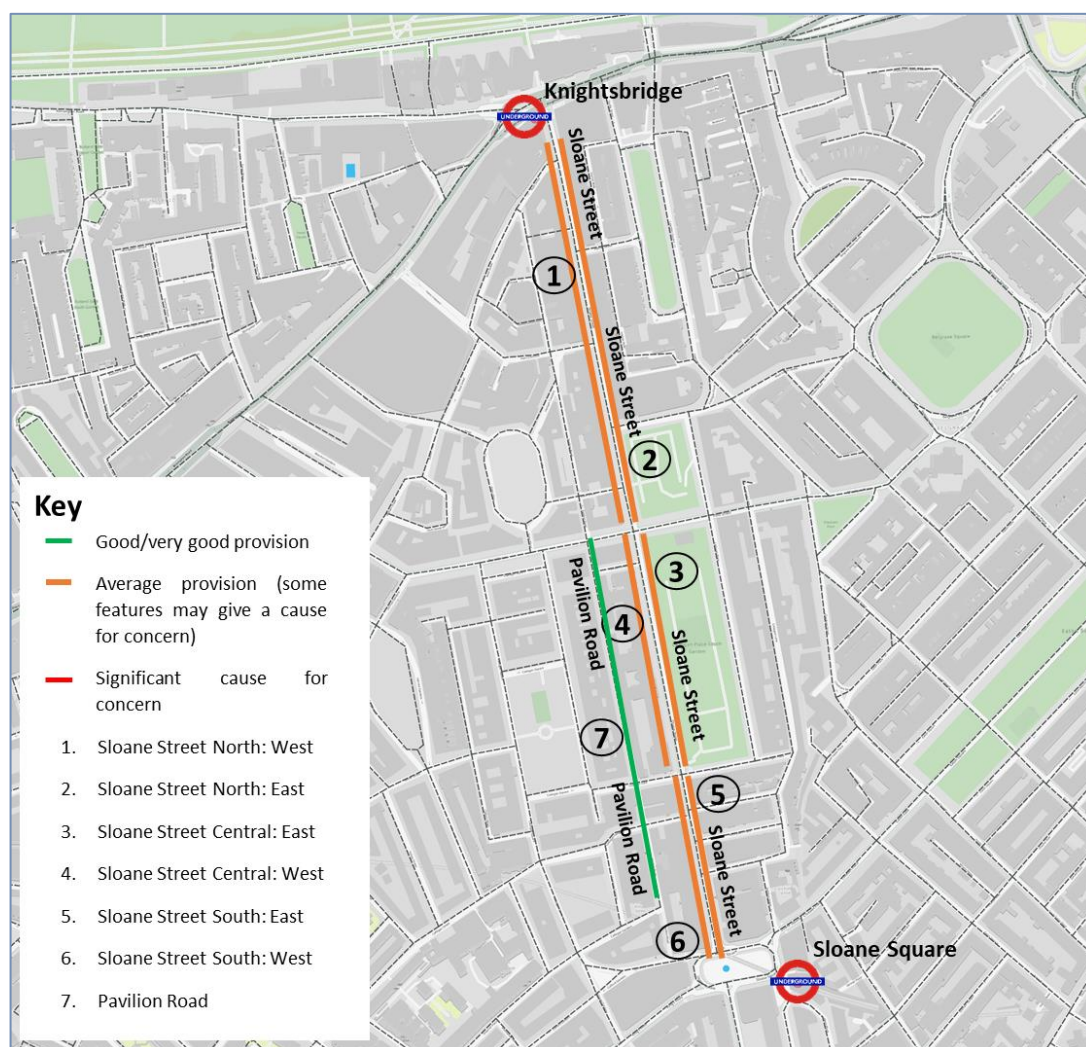 Knightsbridge
UNDERGROUND
Sloane Street
1
Sloane Street
2
3
Pavilion Road
4
Sloane Street
7
Pavilion Road
5
Sloane Street
6
Sloane Square
UNDERGROUND
Belgrave Square
Key
Good/very good provision
Average provision (some
features may give a cause
for concern)
Significant cause for
concern
1. Sloane Street North: West
2. Sloane Street North: East
3. Sloane Street Central: East
4. Sloane Street Central: West
5. Sloane Street South: East
6. Sloane Street South: West
7. Pavilion Road